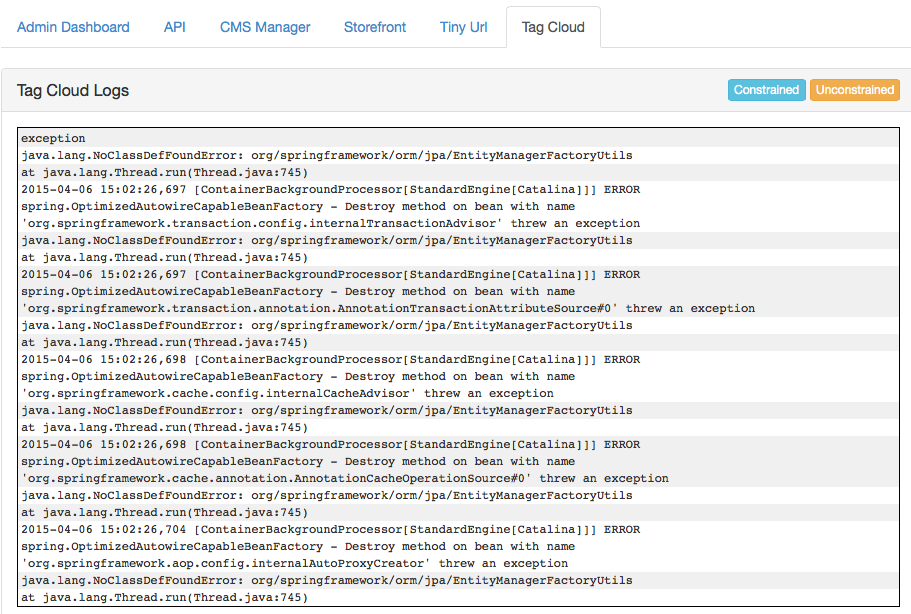 Admin Dashboard API CMS Manager Storefront Tiny Url Tag Cloud
Tag Cloud Logs Constrained Unconstrained
exception
java.lang.NoClassDefFoundError: org/springframework/orm/jpa/EntityManagerFactoryUtils
at java.lang.Thread.run(Thread.java:745)
2015-04-06 15:02:26,697 [ContainerBackgroundProcessor[StandardEngine[Catalina]]] ERROR
spring.OptimizedAutowireCapableBeanFactory - Destroy method on bean with name
'org.springframework.transaction.config.internalTransactionAdvisor' threw an exception
java.lang.NoClassDefFoundError: org/springframework/orm/jpa/EntityManagerFactoryUtils
at java.lang.Thread.run(Thread.java:745)
2015-04-06 15:02:26,697 [ContainerBackgroundProcessor[StandardEngine[Catalina]]] ERROR
spring.OptimizedAutowireCapableBeanFactory - Destroy method on bean with name
'org.springframework.transaction.annotation.AnnotationTransactionAttributeSource#0' threw an exception
java.lang.NoClassDefFoundError: org/springframework/orm/jpa/EntityManagerFactoryUtils
at java.lang.Thread.run(Thread.java:745)
2015-04-06 15:02:26,698 [ContainerBackgroundProcessor[StandardEngine[Catalina]]] ERROR
spring.OptimizedAutowireCapableBeanFactory - Destroy method on bean with name
'org.springframework.cache.config.internalCacheAdvisor' threw an exception
java.lang.NoClassDefFoundError: org/springframework/orm/jpa/EntityManagerFactoryUtils
at java.lang.Thread.run(Thread.java:745)
2015-04-06 15:02:26,698 [ContainerBackgroundProcessor[StandardEngine[Catalina]]] ERROR
spring.OptimizedAutowireCapableBeanFactory - Destroy method on bean with name
'org.springframework.cache.annotation.AnnotationCacheOperationSource#0' threw an exception
java.lang.NoClassDefFoundError: org/springframework/orm/jpa/EntityManagerFactoryUtils
at java.lang.Thread.run(Thread.java:745)
2015-04-06 15:02:26,704 [ContainerBackgroundProcessor[StandardEngine[Catalina]]] ERROR
spring.OptimizedAutowireCapableBeanFactory - Destroy method on bean with name
'org.springframework.aop.config.internalAutoProxyCreator' threw an exception
java.lang.NoClassDefFoundError: org/springframework/orm/jpa/EntityManagerFactoryUtils
at java.lang.Thread.run(Thread.java:745)